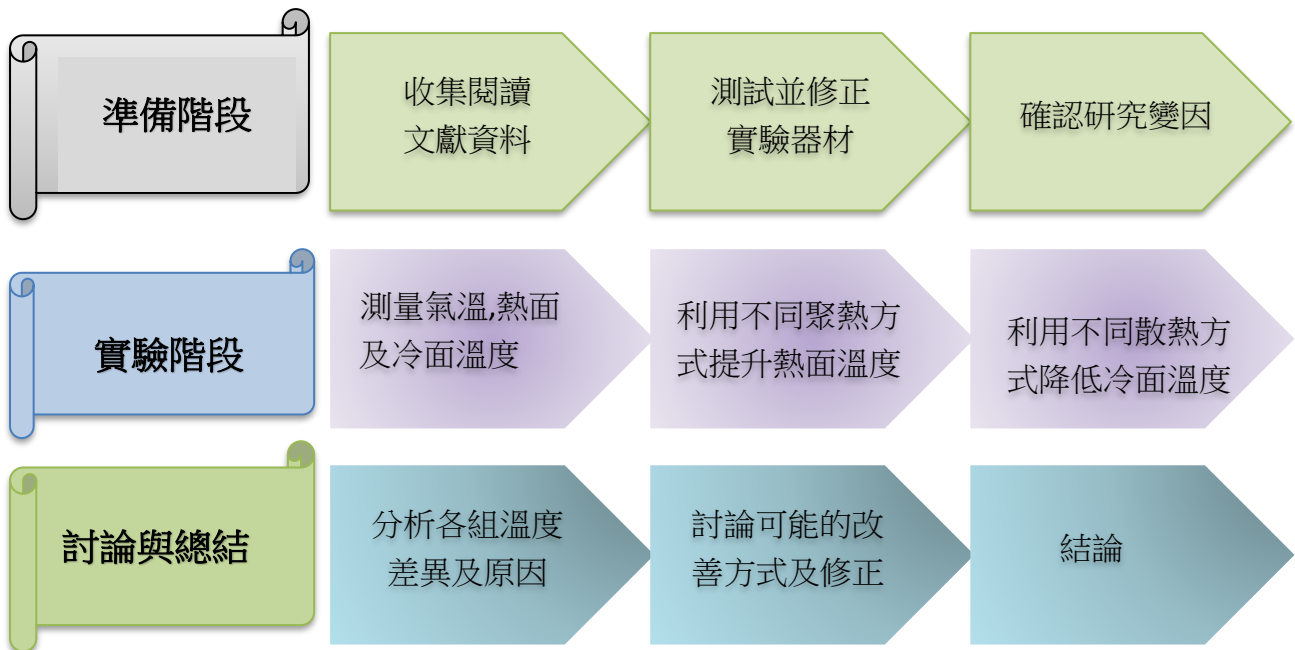 準備階段
收集閱讀
文獻資料
測試並修正
實驗器材
確認研究變因
實驗階段
測量氣溫,熱面
及冷面溫度
利用不同聚熱方
式提升熱面溫度
利用不同散熱方
式降低冷面溫度
討論與總結
分析各組溫度
差異及原因
討論可能的改
善方式及修正
結論